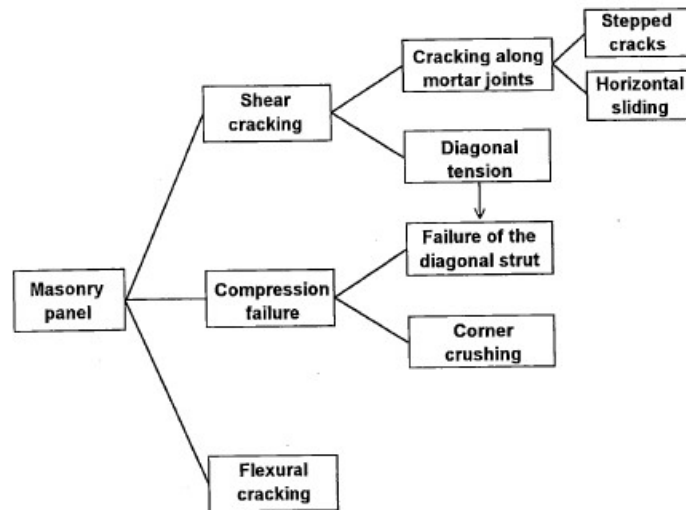 Stepped
cracks
Cracking along
mortar joints
Horizontal
sliding
Shear
cracking
Diagonal
tension
Failure of the
diagonal strut
Masonry
panel
Compression
failure
Corner
crushing
Flexural
cracking